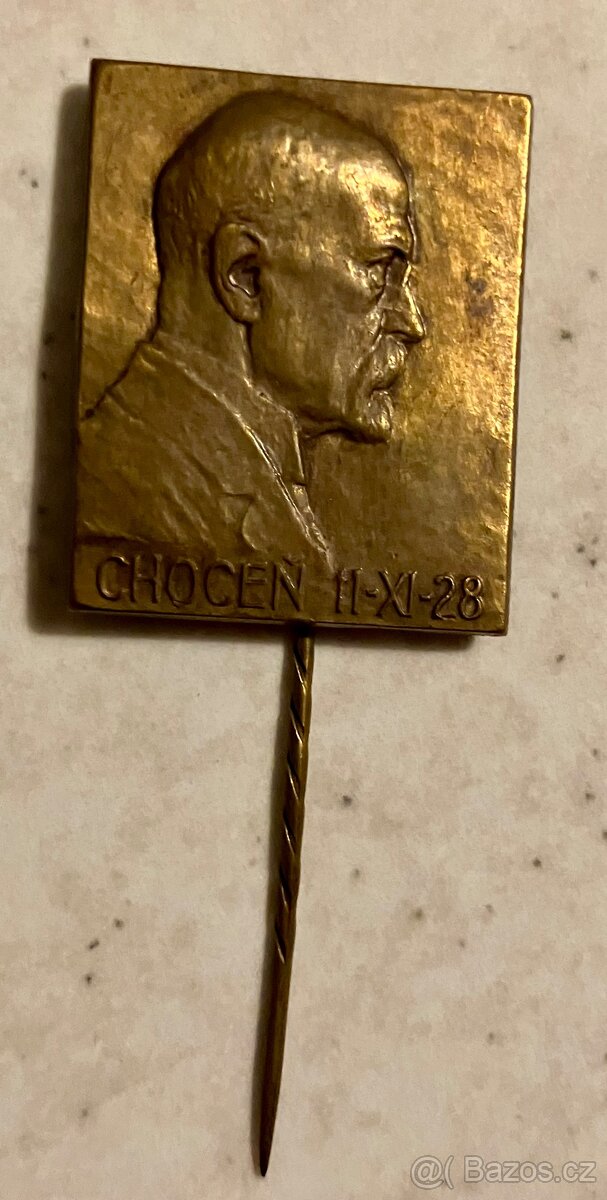 CHOCEŇ 11-XI-28
@( Bazos.cz